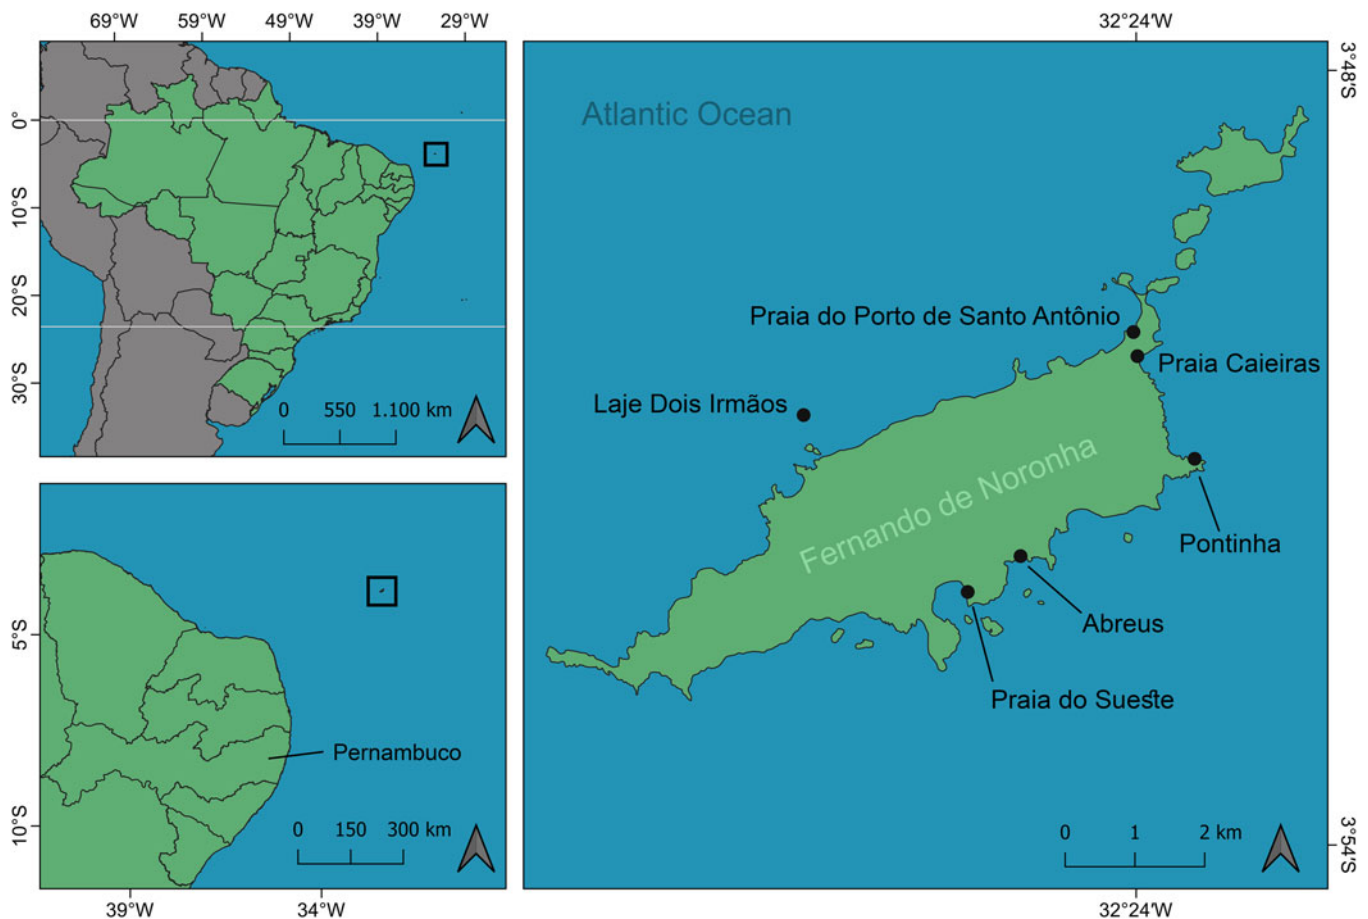 69°W 59°W 49°W 39°W 29°W
0°
10°S
20°S
30°S
0 550 1.100 km
5°S
10°S
Pernambuco
0 150 300 km
39°W 34°W
32°24'W
3°48'S
Atlantic Ocean
Praia do Porto de Santo Antônio
Praia Caieiras
Laje Dois Irmãos
Fernando de Noronha
Pontinha
Abreus
Praia do Sueste
0 1 2 km
3°54'S
32°24'W